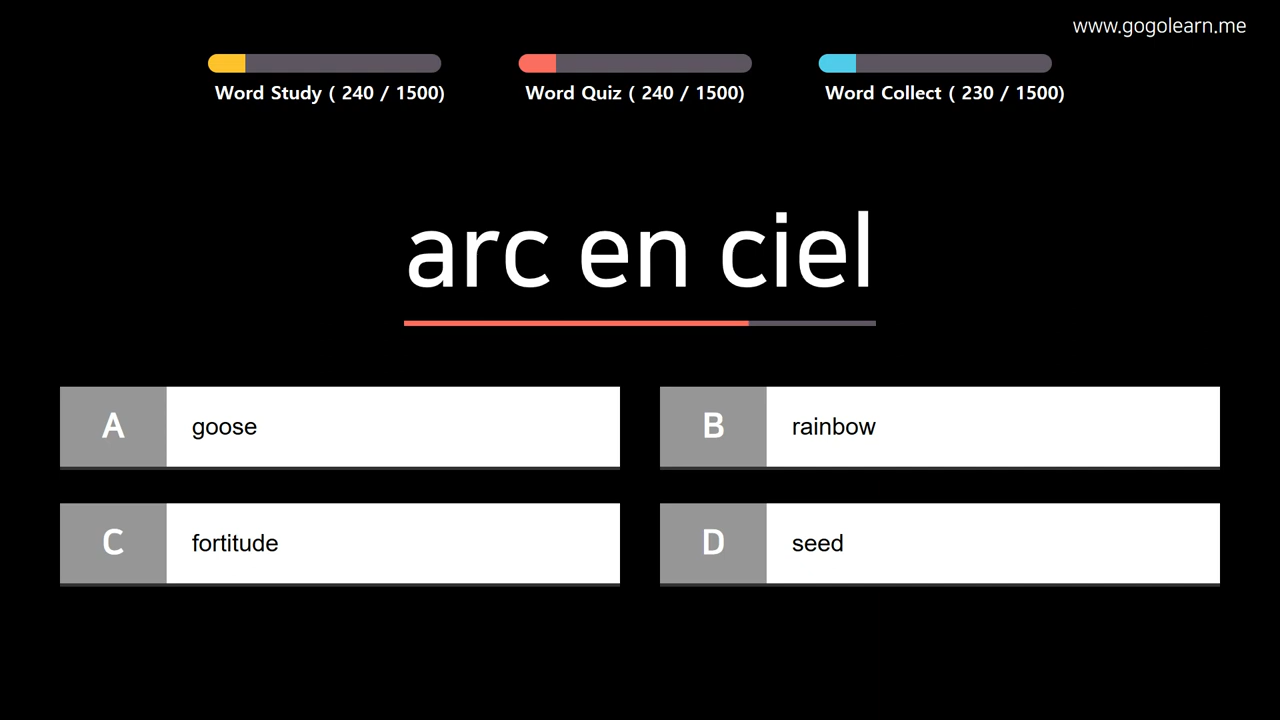 www.gogolearn.me
Word Study ( 240 / 1500)
Word Quiz ( 240 / 1500)
Word Collect ( 230 / 1500)
arc en ciel
A
goose
B
rainbow
C
fortitude
D
seed